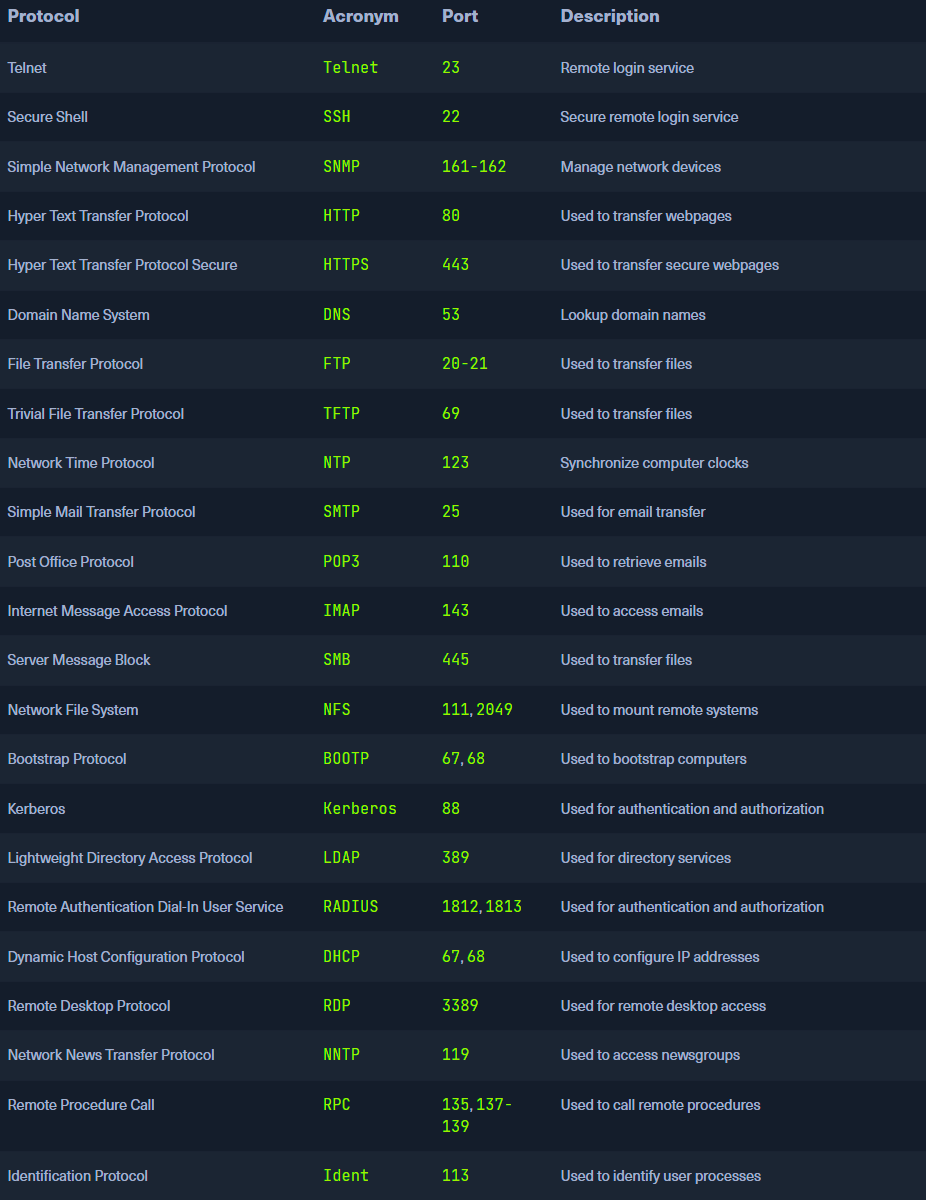 Protocol Acronym Port Description
Telnet Telnet 23 Remote login service
Secure Shell SSH 22 Secure remote login service
Simple Network Management Protocol SNMP 161-162 Manage network devices
Hyper Text Transfer Protocol HTTP 80 Used to transfer webpages
Hyper Text Transfer Protocol Secure HTTPS 443 Used to transfer secure webpages
Domain Name System DNS 53 Lookup domain names
File Transfer Protocol FTP 20-21 Used to transfer files
Trivial File Transfer Protocol TFTP 69 Used to transfer files
Network Time Protocol NTP 123 Synchronize computer clocks
Simple Mail Transfer Protocol SMTP 25 Used for email transfer
Post Office Protocol POP3 110 Used to retrieve emails
Internet Message Access Protocol IMAP 143 Used to access emails
Server Message Block SMB 445 Used to transfer files
Network File System NFS 111, 2049 Used to mount remote systems
Bootstrap Protocol BOOTP 67, 68 Used to bootstrap computers
Kerberos Kerberos 88 Used for authentication and authorization
Lightweight Directory Access Protocol LDAP 389 Used for directory services
Remote Authentication Dial-In User Service RADIUS 1812, 1813 Used for authentication and authorization
Dynamic Host Configuration Protocol DHCP 67, 68 Used to configure IP addresses
Remote Desktop Protocol RDP 3389 Used for remote desktop access
Network News Transfer Protocol NNTP 119 Used to access newsgroups
Remote Procedure Call RPC 135, 137- Used to call remote procedures
139
Identification Protocol Ident 113 Used to identify user processes